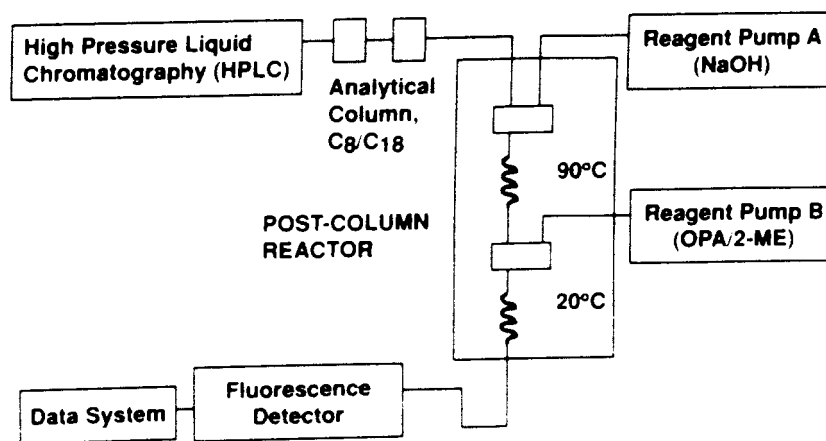 High Pressure Liquid
Chromatography (HPLC)
Analytical
Column,
C8/C18
Reagent Pump A
(NaOH)
90°C
POST-COLUMN
REACTOR
Reagent Pump B
(OPA/2-ME)
20°C
Fluorescence
Detector
Data System